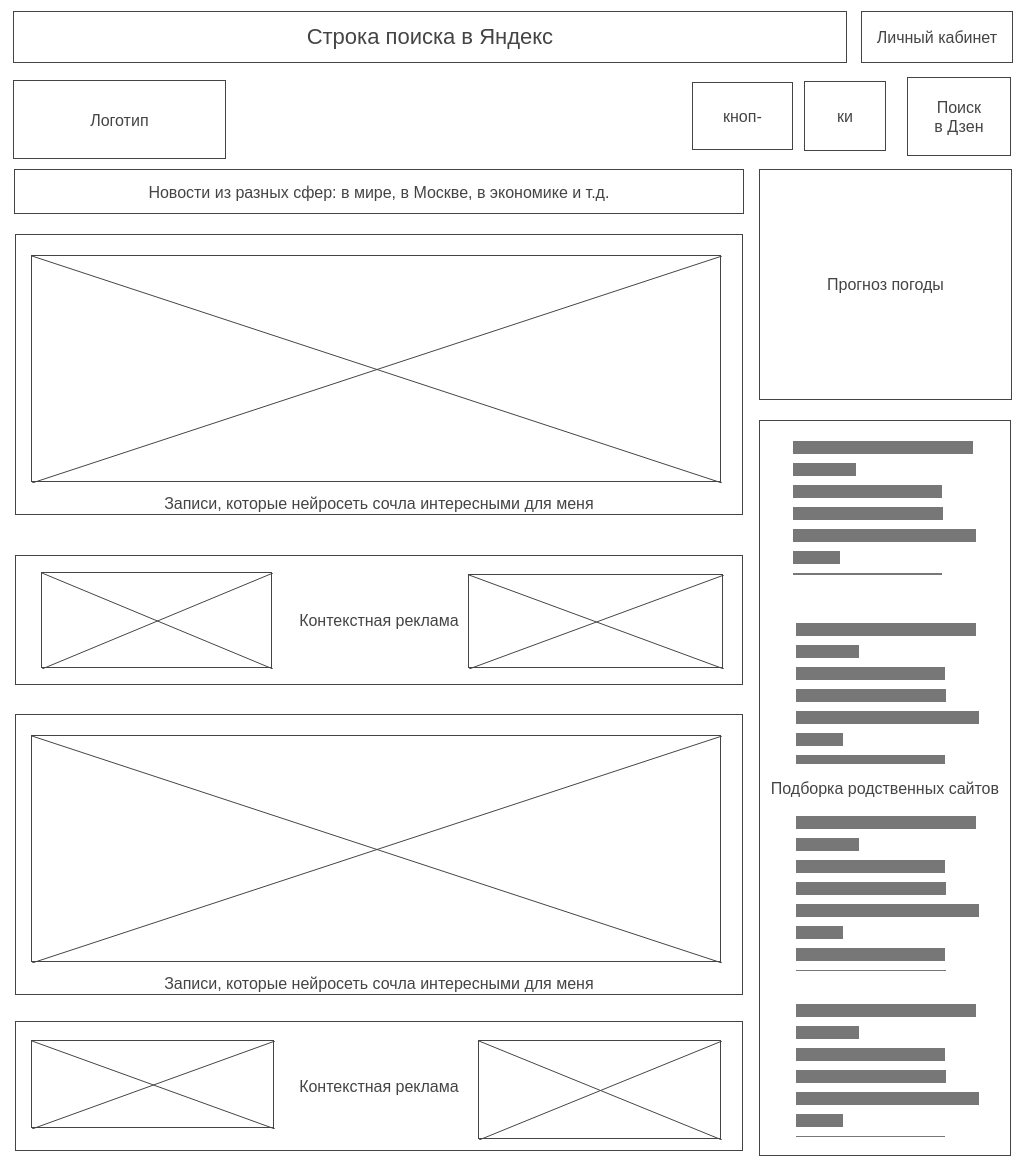 Строка поиска в Яндекс
Личный кабинет
Логотип
кноп-
ки
Поиск
в Дзен
Новости из разных сфер: в мире, в Москве, в экономике и т.д.
Прогноз погоды
Записи, которые нейросеть сочла интересными для меня
Контекстная реклама
Подборка родственных сайтов
Записи, которые нейросеть сочла интересными для меня
Контекстная реклама